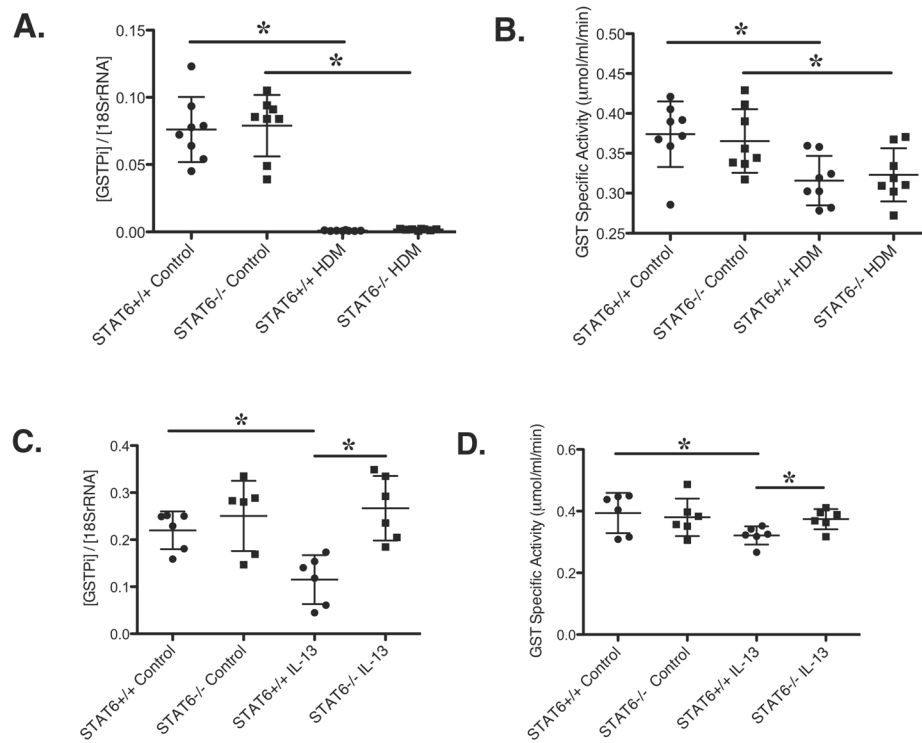 A.
[GSTPi] / [18SrRNA]
0.15
0.10
0.05
0.00
*
*
STAT6+/+ Control
STAT6-/- Control
STAT6+/+ HDM
STAT6-/- HDM
B.
GST Specific Activity (μmol/ml/min)
0.50
0.45
0.40
0.35
0.30
0.25
*
*
STAT6+/+ Control
STAT6-/- Control
STAT6+/+ HDM
STAT6-/- HDM
C.
[GSTPi] / [18SrRNA]
0.4
0.3
0.2
0.1
0.0
*
*
STAT6+/+ Control
STAT6-/- Control
STAT6+/+ IL-13
STAT6-/- IL-13
D.
GST Specific Activity (μmol/ml/min)
0.6
0.4
0.2
0.0
*
*
STAT6+/+ Control
STAT6-/- Control
STAT6+/+ IL-13
STAT6-/- IL-13